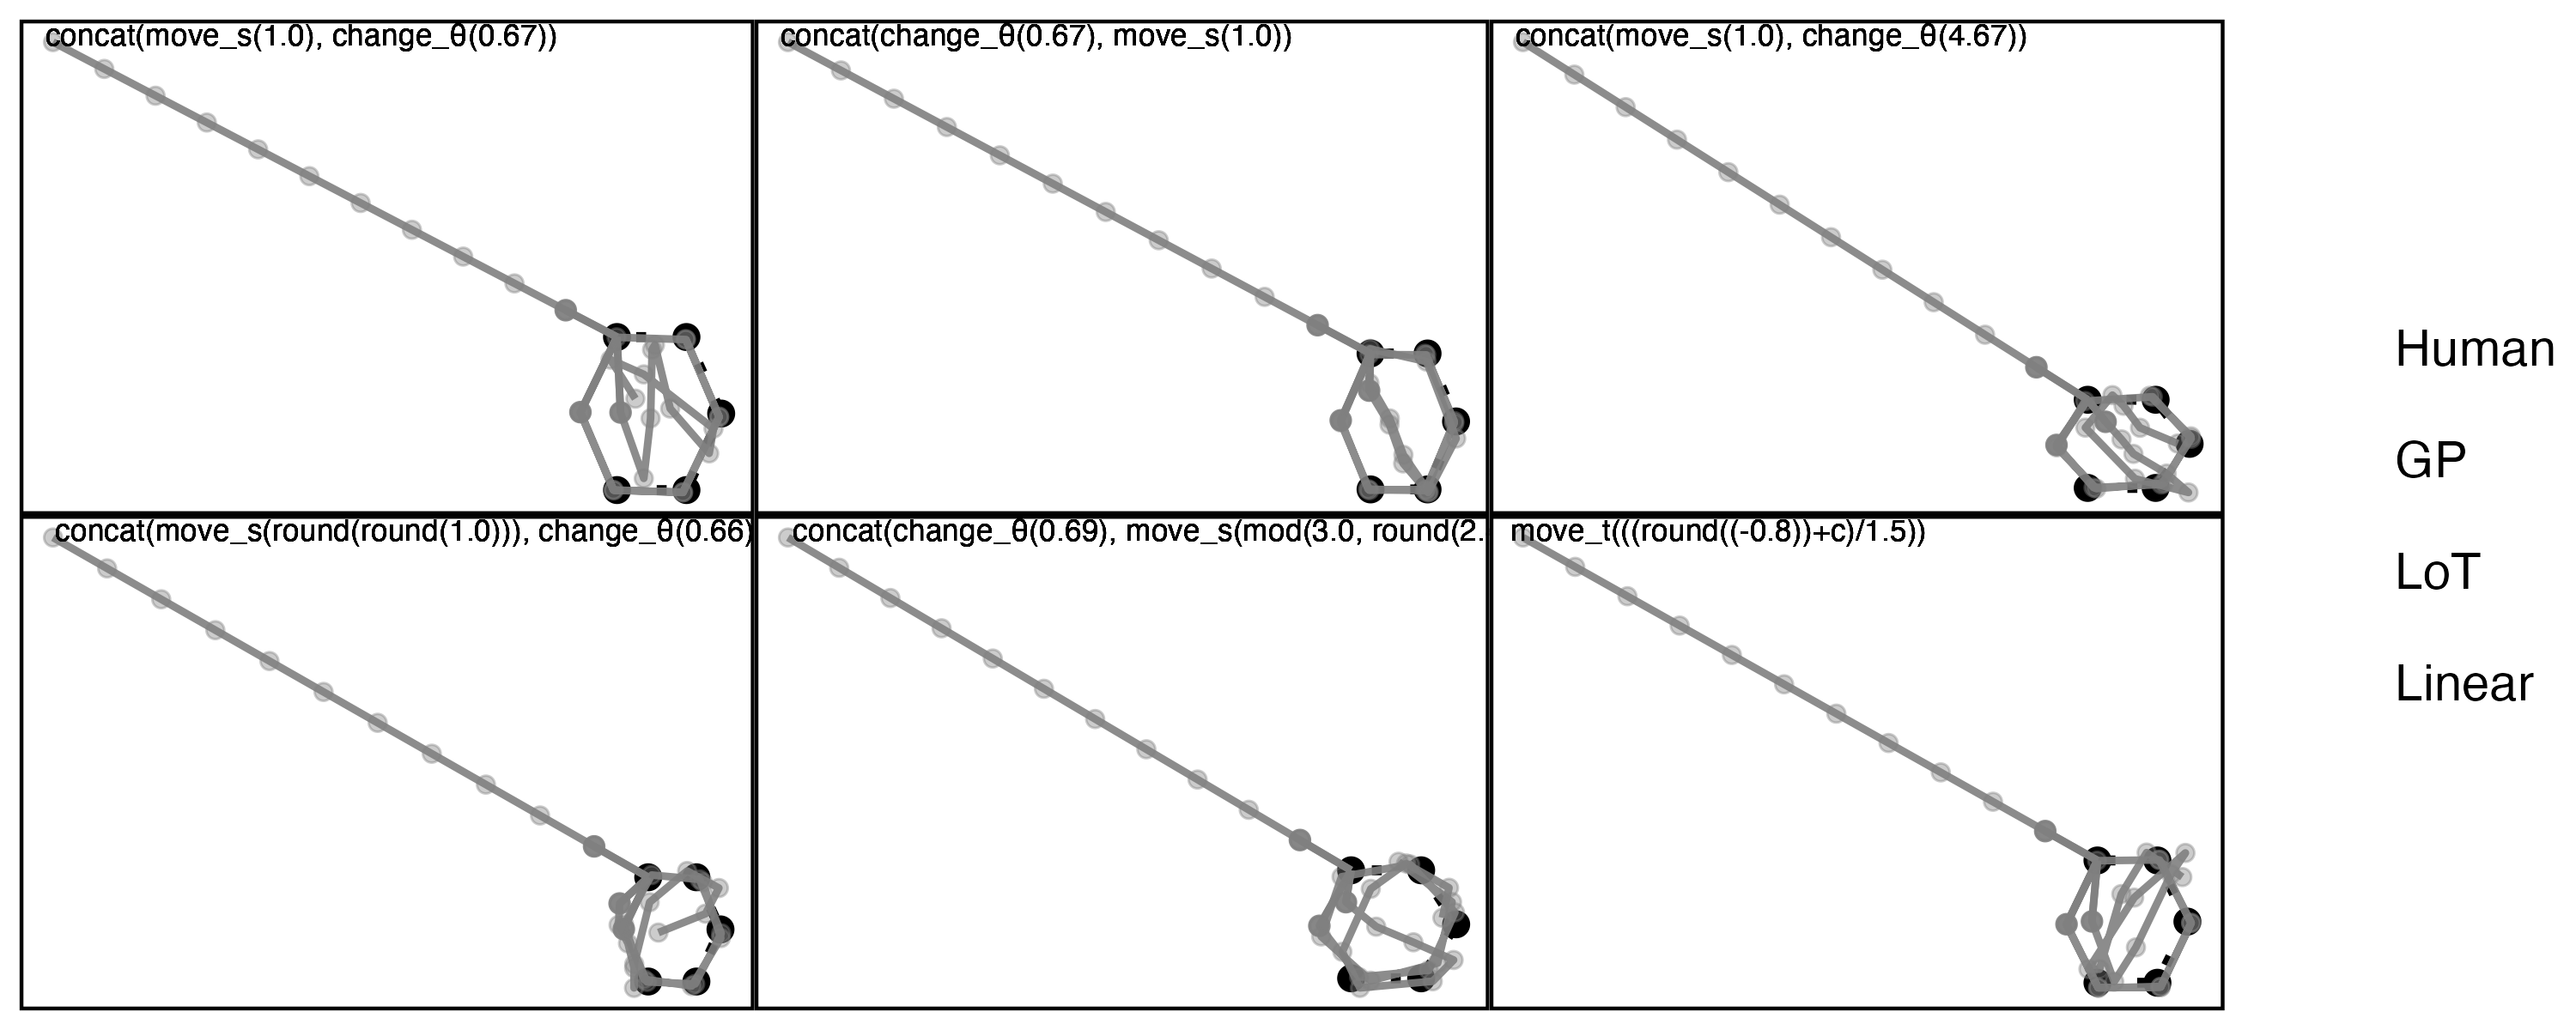 concat(move_s(1.0), change_θ(0.67))
concat(change_θ(0.67), move_s(1.0))
concat(move_s(1.0), change_θ(4.67))
concat(move_s(round(round(1.0))), change_θ(0.66)
concat(change_θ(0.69), move_s(mod(3.0, round(2.
move_t(((round((-0.8))+c)/1.5))
Human
GP
LoT
Linear